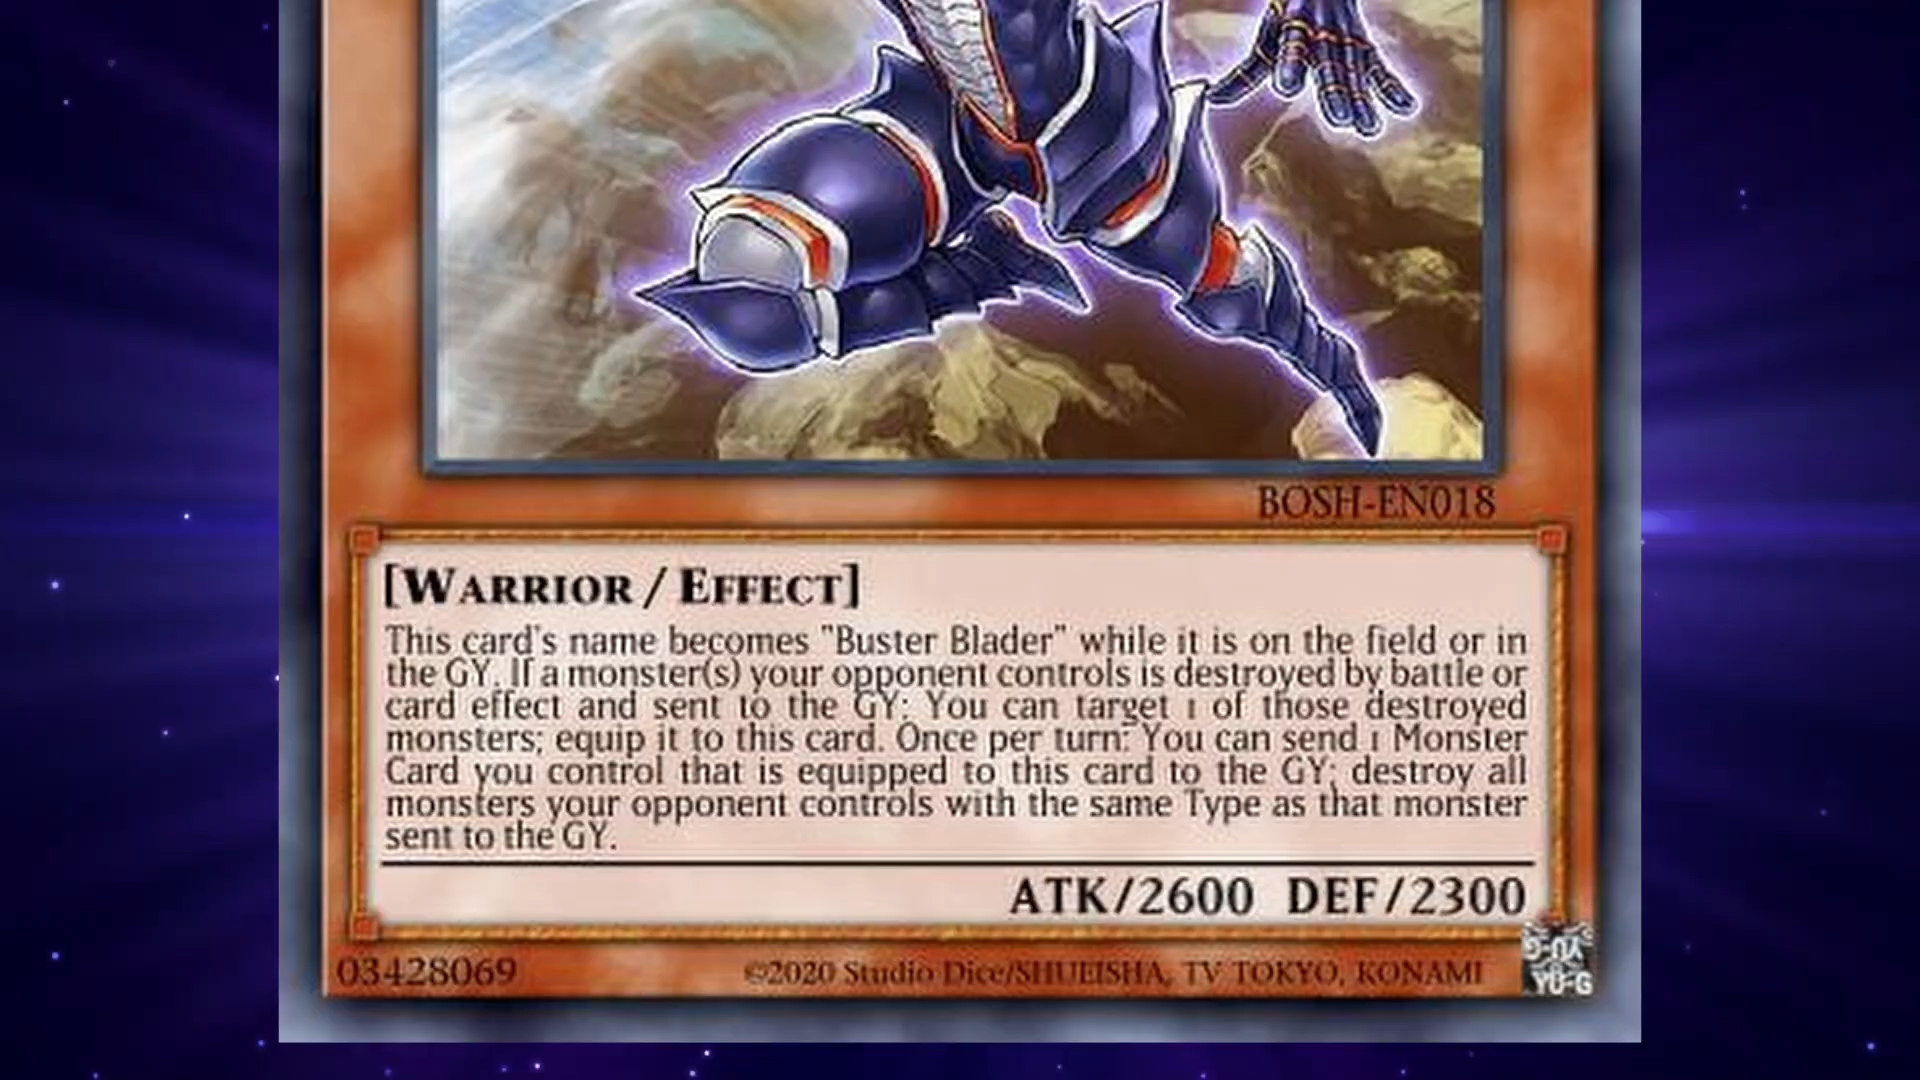 BOSH-EN018
[WARRIOR / EFFECT]
This card's name becomes "Buster Blader" while it is on the field or in
the GY. If a monster(s) your opponent controls is destroyed by battle or
card effect and sent to the GY: You can target 1 of those destroyed
monsters; equip it to this card. Once per turn: You can send 1 Monster
Card you control that is equipped to this card to the GY; destroy all
monsters your opponent controls with the same Type as that monster
sent to the GY.
ATK/2600 DEF/2300
03428069
©2020 Studio Dice/SHUEISHA, TV TOKYO, KONAMI